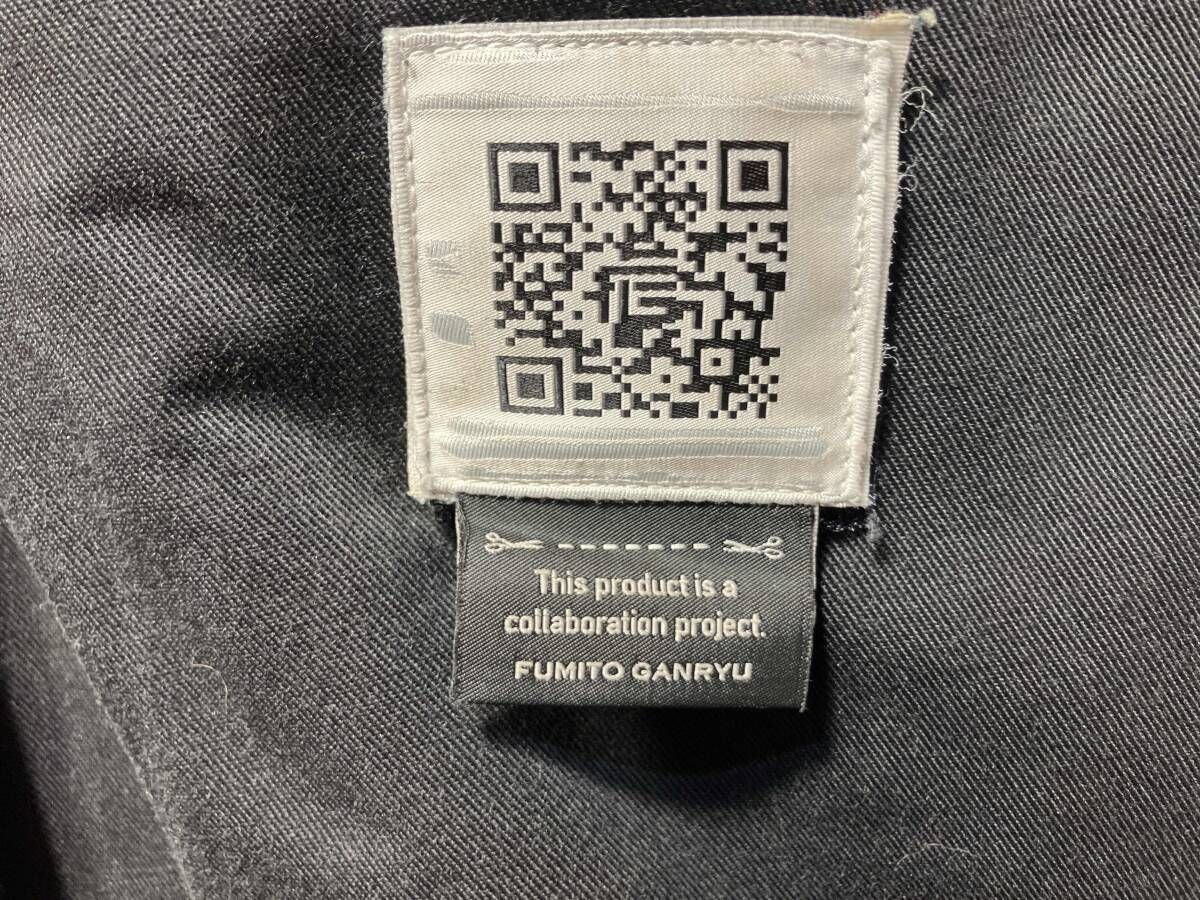 This product is a
collaboration project.
FUMITO GANRYU